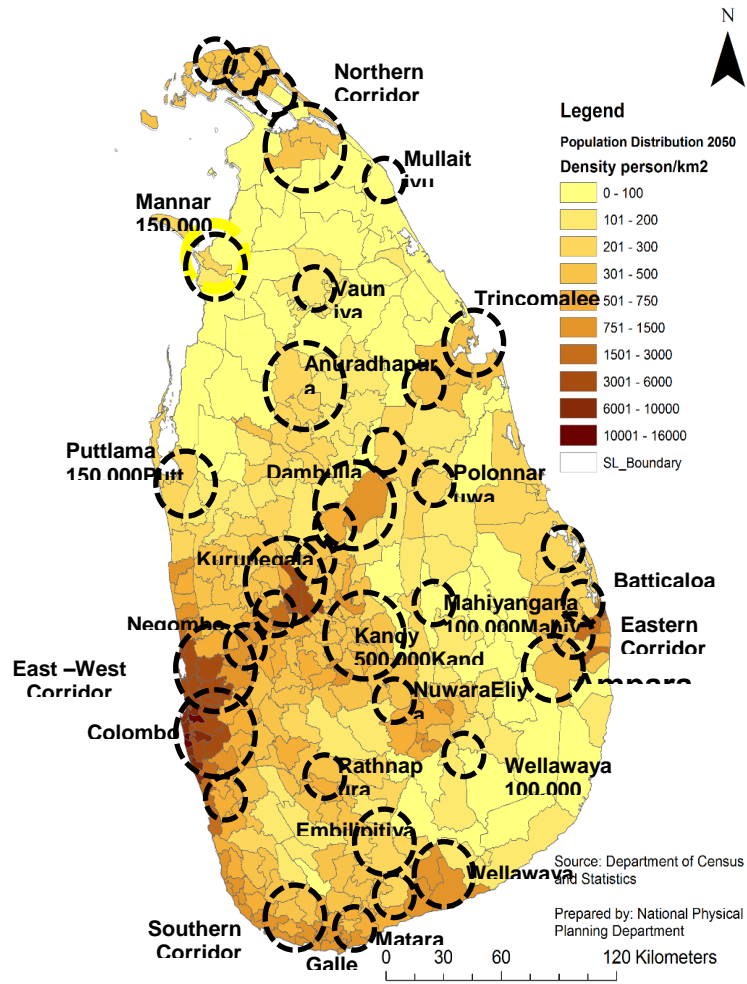 N
Northern
Corridor
Legend
Population Distribution 2050
Density person/km2
0 - 100
101 - 200
201 - 300
301 - 500
501 - 750
751 - 1500
1501 - 3000
3001 - 6000
6001 - 10000
10001 - 16000
SL_Boundary
Mullait
ivu
Mannar
150,000
Vaun
iya
Trincomalee
Anuradhapur
a
Puttlama
150,000Putt
Dambulla
Polonnar
uwa
Kurunegala
Batticaloa
Mahiyangana
100,000Mahiy
Negombo
Kandy
500,000Kand
Eastern
Corridor
East –West
Corridor
Ampara
NuwaraEliy
a
Colombo
Rathnap
ura
Wellawaya
100,000
Embilipitiya
Wellawaya
Source: Department of Census
and Statistics
Prepared by: National Physical
Planning Department
Southern
Corridor
Matara
Galle
0 30 60 120 Kilometers